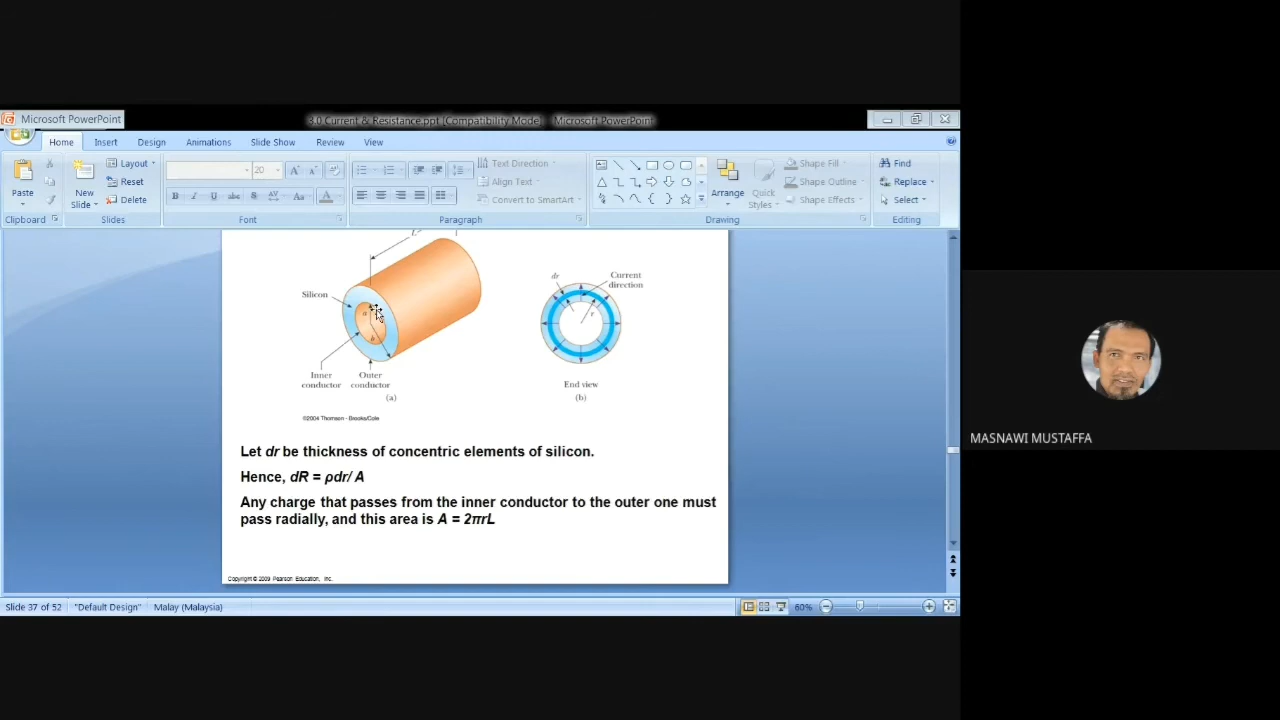 Microsoft PowerPoint
3.0 Current & Resistance.ppt [Compatibility Mode] - Microsoft PowerPoint
Home Insert Design Animations Slide Show Review View
Paste
Clipboard
New
Slide
Layout
Reset
Delete
Slides
20
B I U abc S AV Aa A
Font
Text Direction
Align Text
Convert to SmartArt
Paragraph
Arrange
Quick
Styles
Shape Fill
Shape Outline
Shape Effects
Drawing
Find
Replace
Select
Editing
L
Silicon
a
b
Inner
conductor
Outer
conductor
(a)
dr
Current
direction
r
End view
(b)
©2004 Thomson - Brooks/Cole
Let dr be thickness of concentric elements of silicon.
Hence, dR = ρdr/ A
Any charge that passes from the inner conductor to the outer one must
pass radially, and this area is A = 2πrL
Copyright © 2009 Pearson Education, Inc.
Slide 37 of 52 "Default Design" Malay (Malaysia) 60%
MASNAWI MUSTAFFA